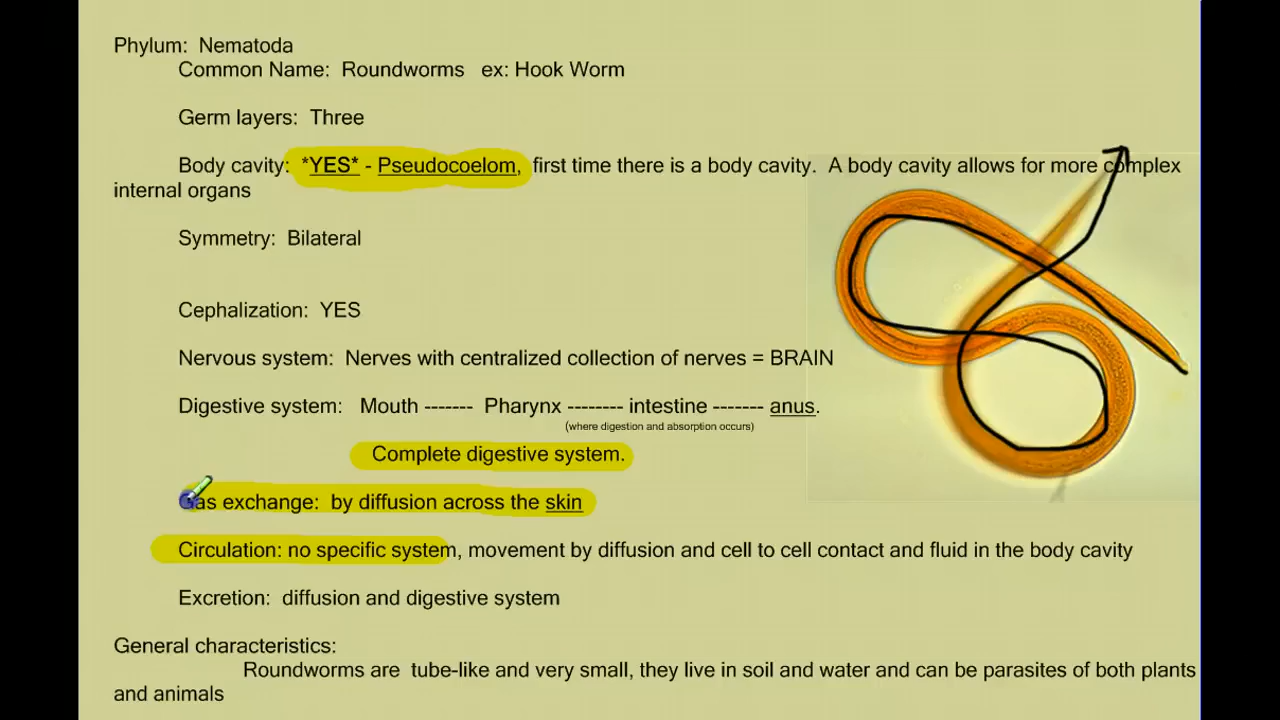 Phylum: Nematoda
Common Name: Roundworms ex: Hook Worm
Germ layers: Three
Body cavity: *YES* - Pseudocoelom, first time there is a body cavity. A body cavity allows for more complex
internal organs
Symmetry: Bilateral
Cephalization: YES
Nervous system: Nerves with centralized collection of nerves = BRAIN
Digestive system: Mouth ------- Pharynx -------- intestine ------- anus.
(where digestion and absorption occurs)
Complete digestive system.
Gas exchange: by diffusion across the skin
Circulation: no specific system, movement by diffusion and cell to cell contact and fluid in the body cavity
Excretion: diffusion and digestive system
General characteristics:
Roundworms are tube-like and very small, they live in soil and water and can be parasites of both plants
and animals